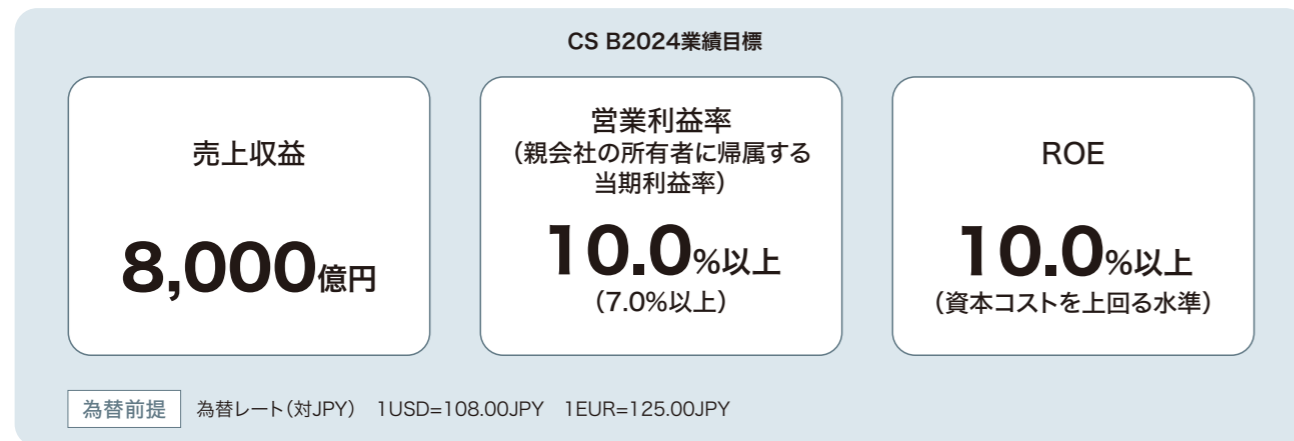 CS B2024業績目標
売上収益
8,000億円
営業利益率
（親会社の所有者に帰属する
当期利益率）
10.0%以上
（7.0%以上）
ROE
10.0%以上
（資本コストを上回る水準）
為替前提 為替レート（対JPY） 1USD=108.00JPY 1EUR=125.00JPY